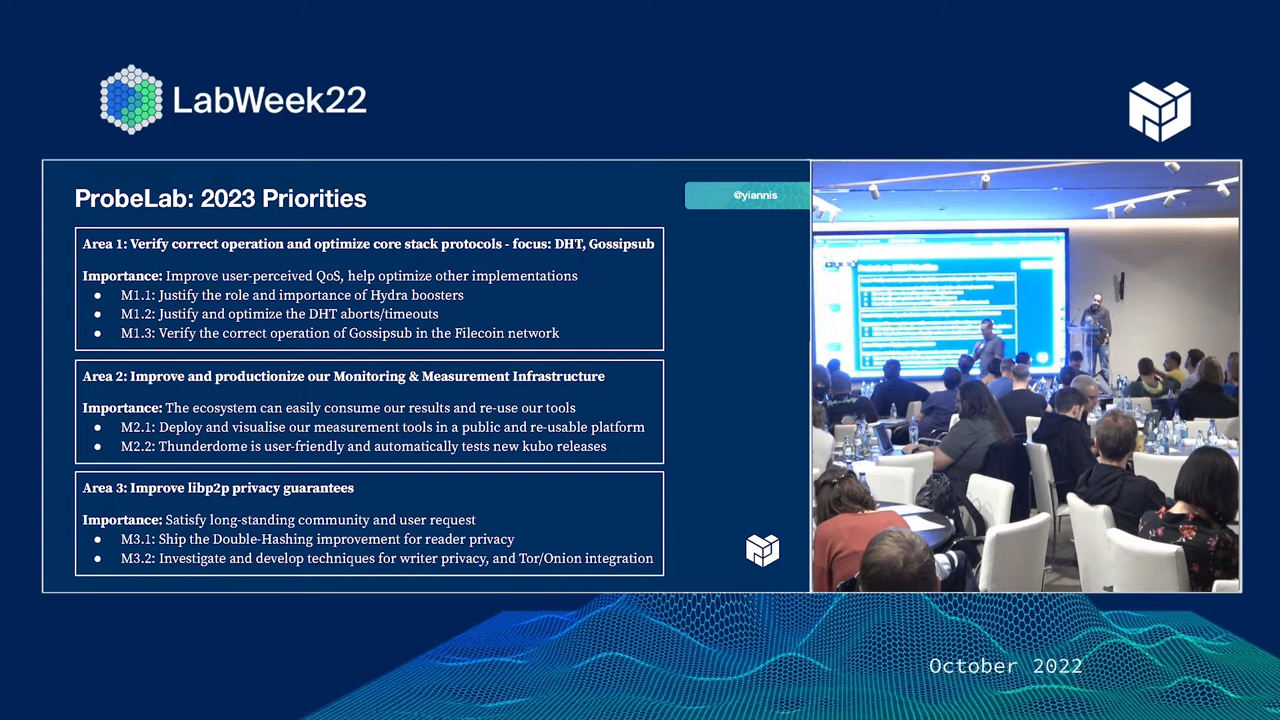 LabWeek22
ProbeLab: 2023 Priorities
@yiannis
Area 1: Verify correct operation and optimize core stack protocols - focus: DHT, Gossipsub
Importance: Improve user-perceived QoS, help optimize other implementations
● M1.1: Justify importance of Hydra boosters
● M1.2: Justify and optimize the DHT aborts/timeouts
● M1.3: Verify the correct operation of Gossipsub in the Filecoin network
Area 2: Improve and productionize our Monitoring & Measurement Infrastructure
Importance: The ecosystem can easily consume our results and re-use our tools
● M2.1: Deploy and visualise our measurement tools in a public and re-usable platform
● M2.2: Thunderdome is user-friendly and automatically tests new kubo releases
Area 3: Improve libp2p privacy guarantees
Importance: Satisfy long-standing community and user request
● M3.1: Ship the Double-Hashing improvement for reader privacy
● M3.2: Investigate and develop techniques for writer privacy, and Tor/Onion integration
October 2022